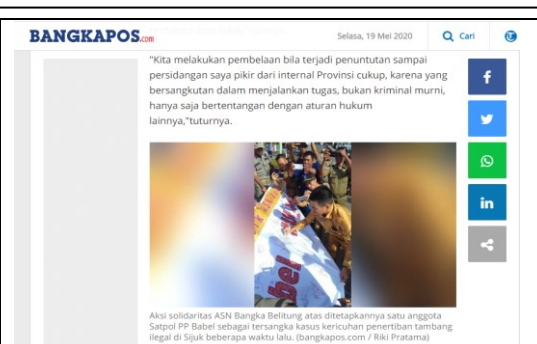 BANGKAPOS.com
Selasa, 19 Mei 2020
Cari
"Kita melakukan pembelaan bila terjadi penuntutan sampai
persidangan saya pikir dari internal Provinsi cukup, karena yang
bersangkutan dalam menjalankan tugas, bukan kriminal murni,
hanya saja bertentangan dengan aturan hukum
lainnya,"tuturnya.
f
in
Aksi solidaritas ASN Bangka Belitung atas ditetapkannya satu anggota
Satpol PP Babel sebagai tersangka kasus kericuhan penertiban tambang
ilegal di Sijuk beberapa waktu lalu. (bangkapos.com / Riki Pratama)